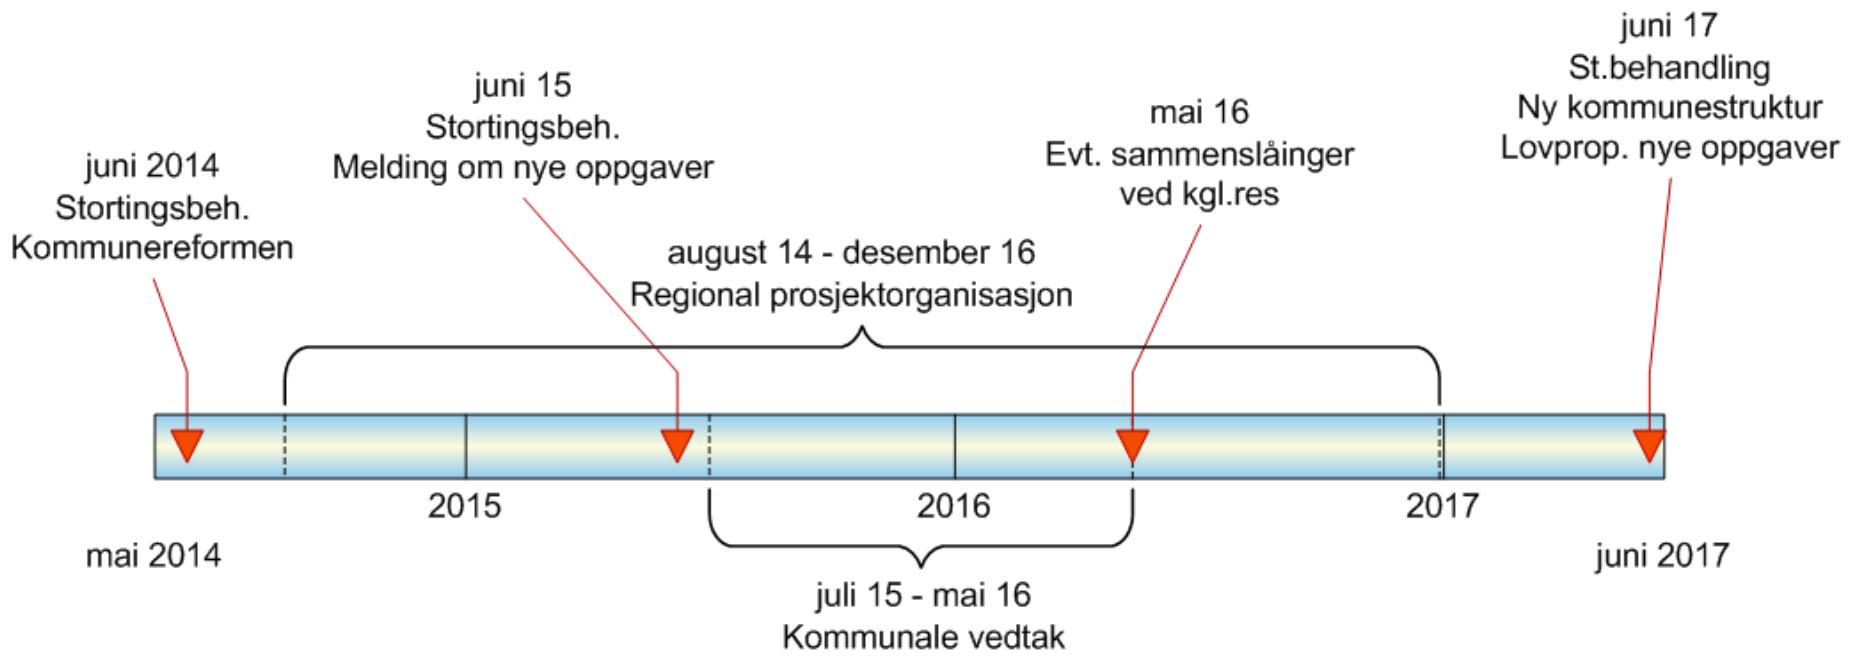 juni 2014
Stortingsbeh.
Kommunereformen
juni 15
Stortingsbeh.
Melding om nye oppgaver
august 14 - desember 16
Regional prosjektorganisasjon
mai 16
Evt. sammenslåinger
ved kgl.res
juni 17
St.behandling
Ny kommunestruktur
Lovprop. nye oppgaver
2015
2016
2017
mai 2014
juni 2017
juli 15 - mai 16
Kommunale vedtak